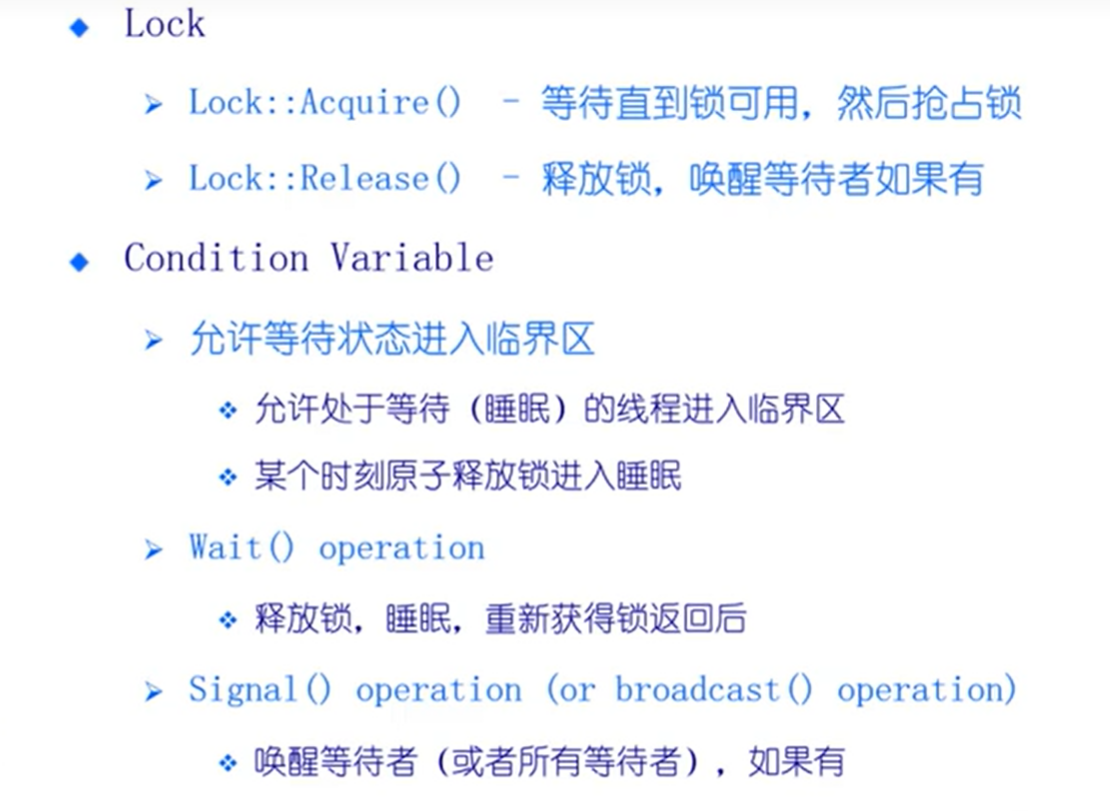 Lock
Lock::Acquire() - 等待直到锁可用，然后抢占锁
Lock::Release() - 释放锁，唤醒等待者如果有
Condition Variable
允许等待状态进入临界区
允许处于等待（睡眠）的线程进入临界区
某个时刻原子释放锁进入睡眠
Wait() operation
释放锁，睡眠，重新获得锁返回后
Signal() operation (or broadcast() operation)
唤醒等待者（或者所有等待者），如果有